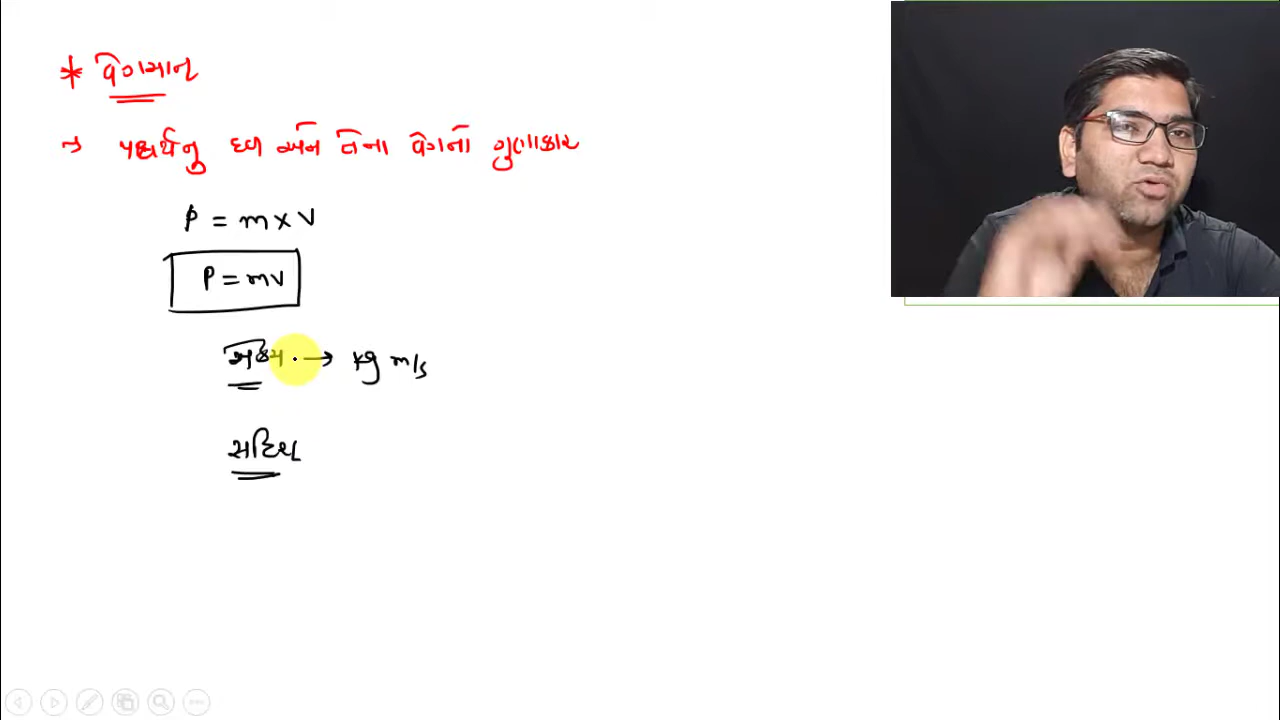 * વેગમાન
→ પદાર્થનુ દળ અને તેના વેગનો ગુણાકાર
P = m x v
P = mv
એકમ → kg m/s
સદિશ